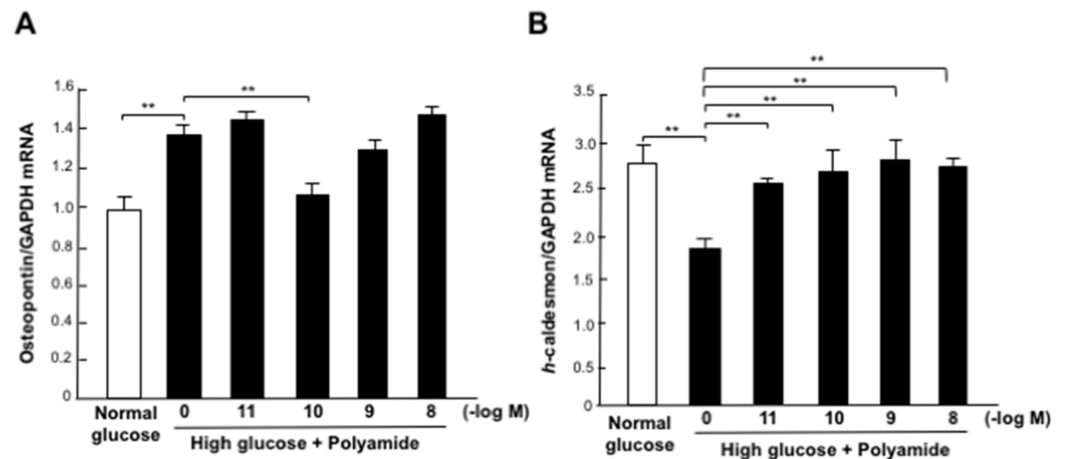 A
Osteopontin/GAPDH mRNA
1.6
1.4
1.2
1.0
0.8
0.6
0.4
0.2
0
**
**
Normal glucose
0 11 10 9 8 (-log M)
High glucose + Polyamide
B
h-caldesmon/GAPDH mRNA
3.5
3.0
2.5
2.0
1.5
1.0
0.5
0
**
**
**
**
**
Normal glucose
0 11 10 9 8 (-log M)
High glucose + Polyamide